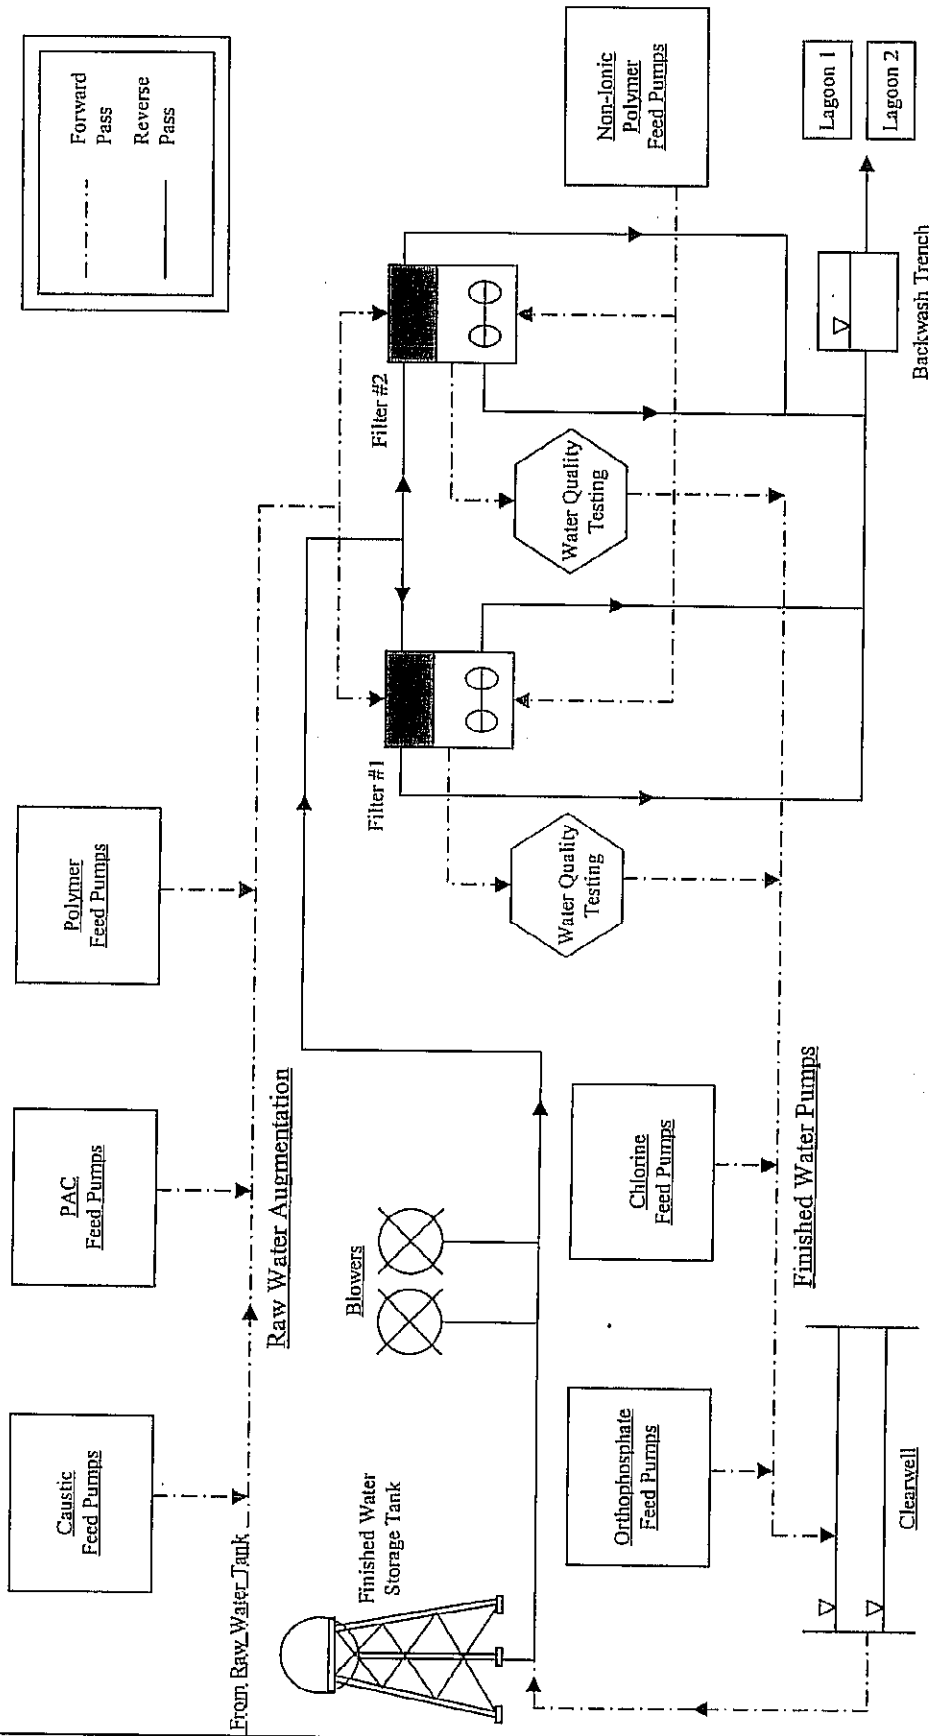 Caustic
Feed Pumps
PAC
Feed Pumps
Polymer
Feed Pumps
Forward
Pass
Reverse
Pass
From Raw Water Tank
Raw Water Augmentation
Finished Water
Storage Tank
Blowers
Filter #1
Filter #2
Water Quality
Testing
Water Quality
Testing
Non-Ionic
Polymer
Feed Pumps
Orthophosphate
Feed Pumps
Chlorine
Feed Pumps
Finished Water Pumps
Clearwell
Backwash Trench
Lagoon 1
Lagoon 2